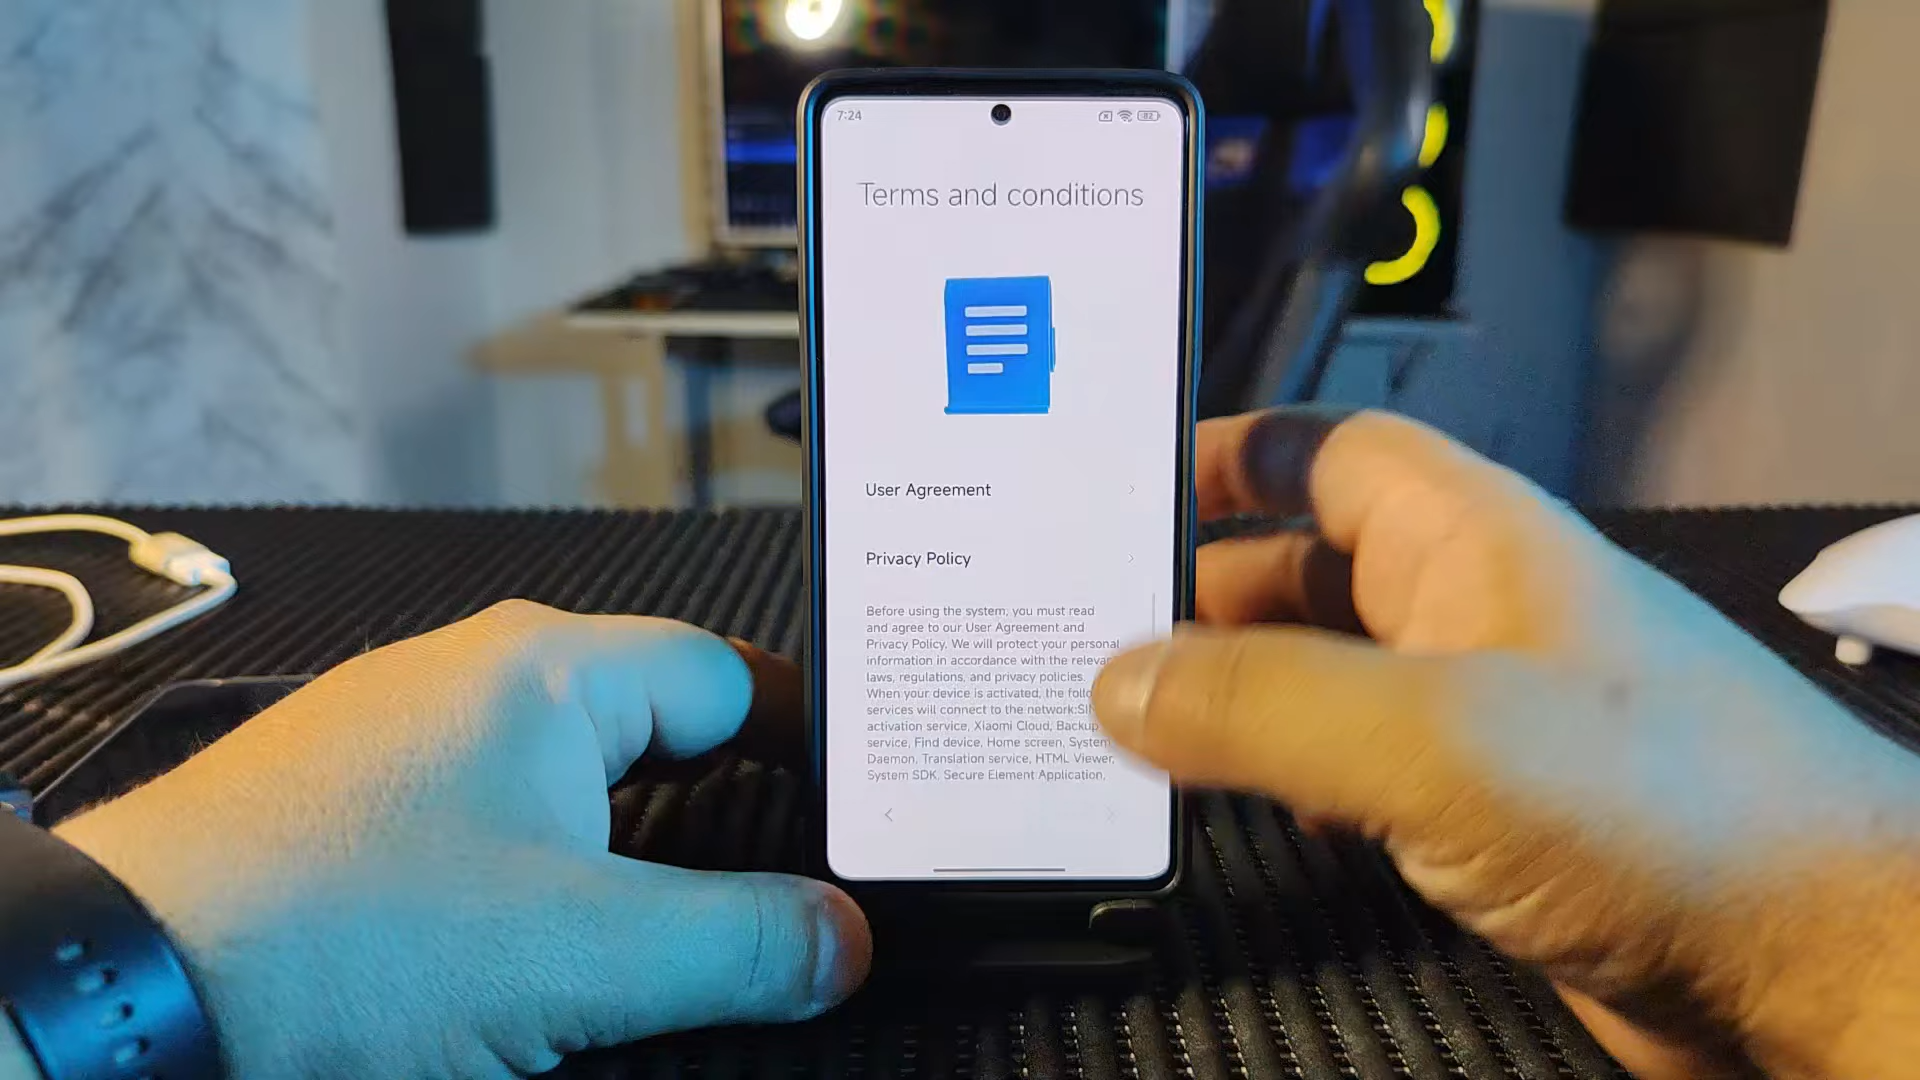 7:24
82
Terms and conditions
User Agreement
Privacy Policy
Before using the system, you must read
and agree to our User Agreement and
Privacy Policy. We will protect your personal
information in accordance with the
laws, regulations, and privacy policies.
When your device is activated, the
services will connect to the network:
activation service, Xiaomi Cloud, Backup
service, Find device, Home screen, System
Daemon, Translation service, HTML Viewer,
System SDK, Secure Element Application,